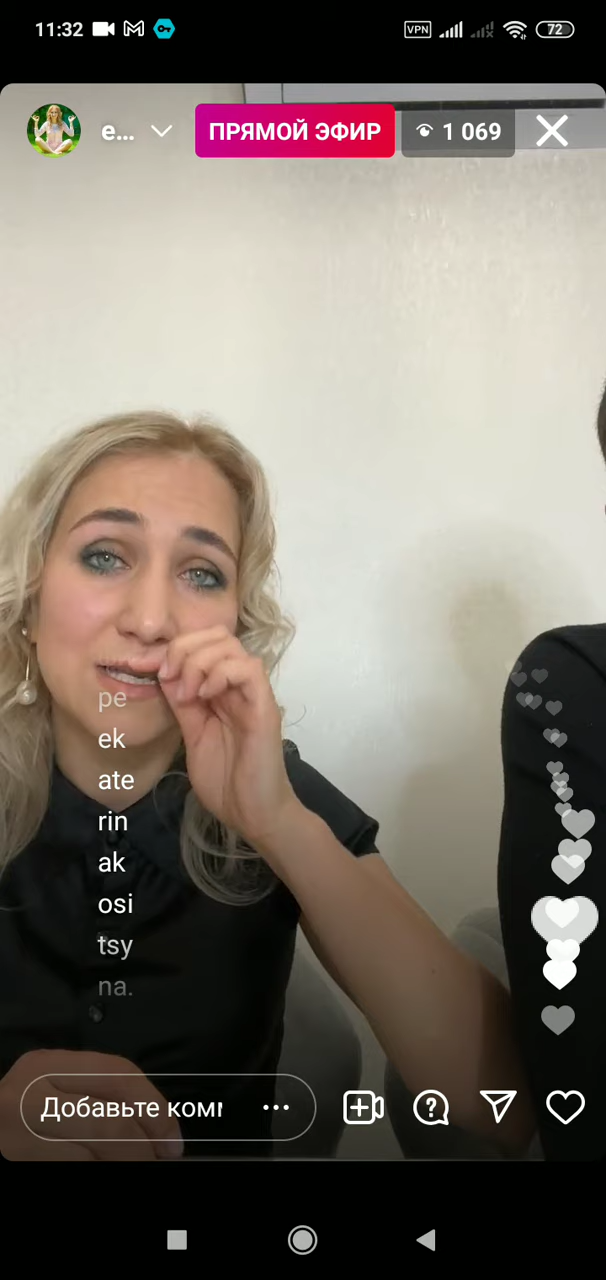 11:32
VPN
72
e...
ПРЯМОЙ ЭФИР
1 069
pe
ek
ate
rin
ak
osi
tsy
na.
Добавьте комм